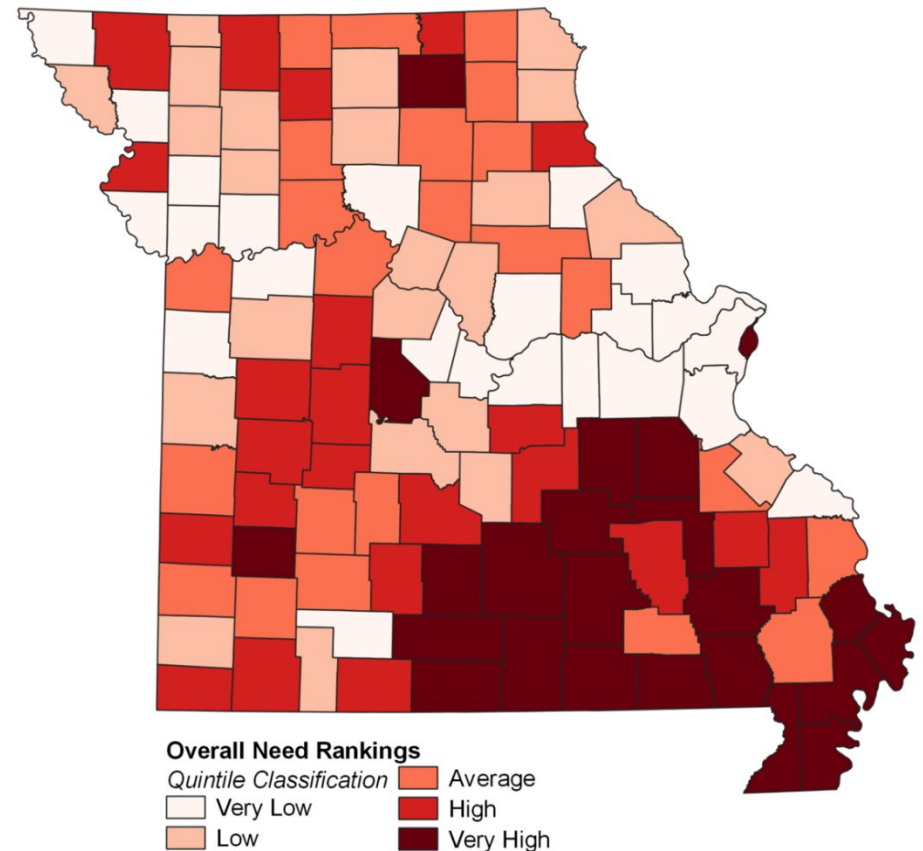 Overall Need Rankings
Quintile Classification
Very Low
Low
Average
High
Very High